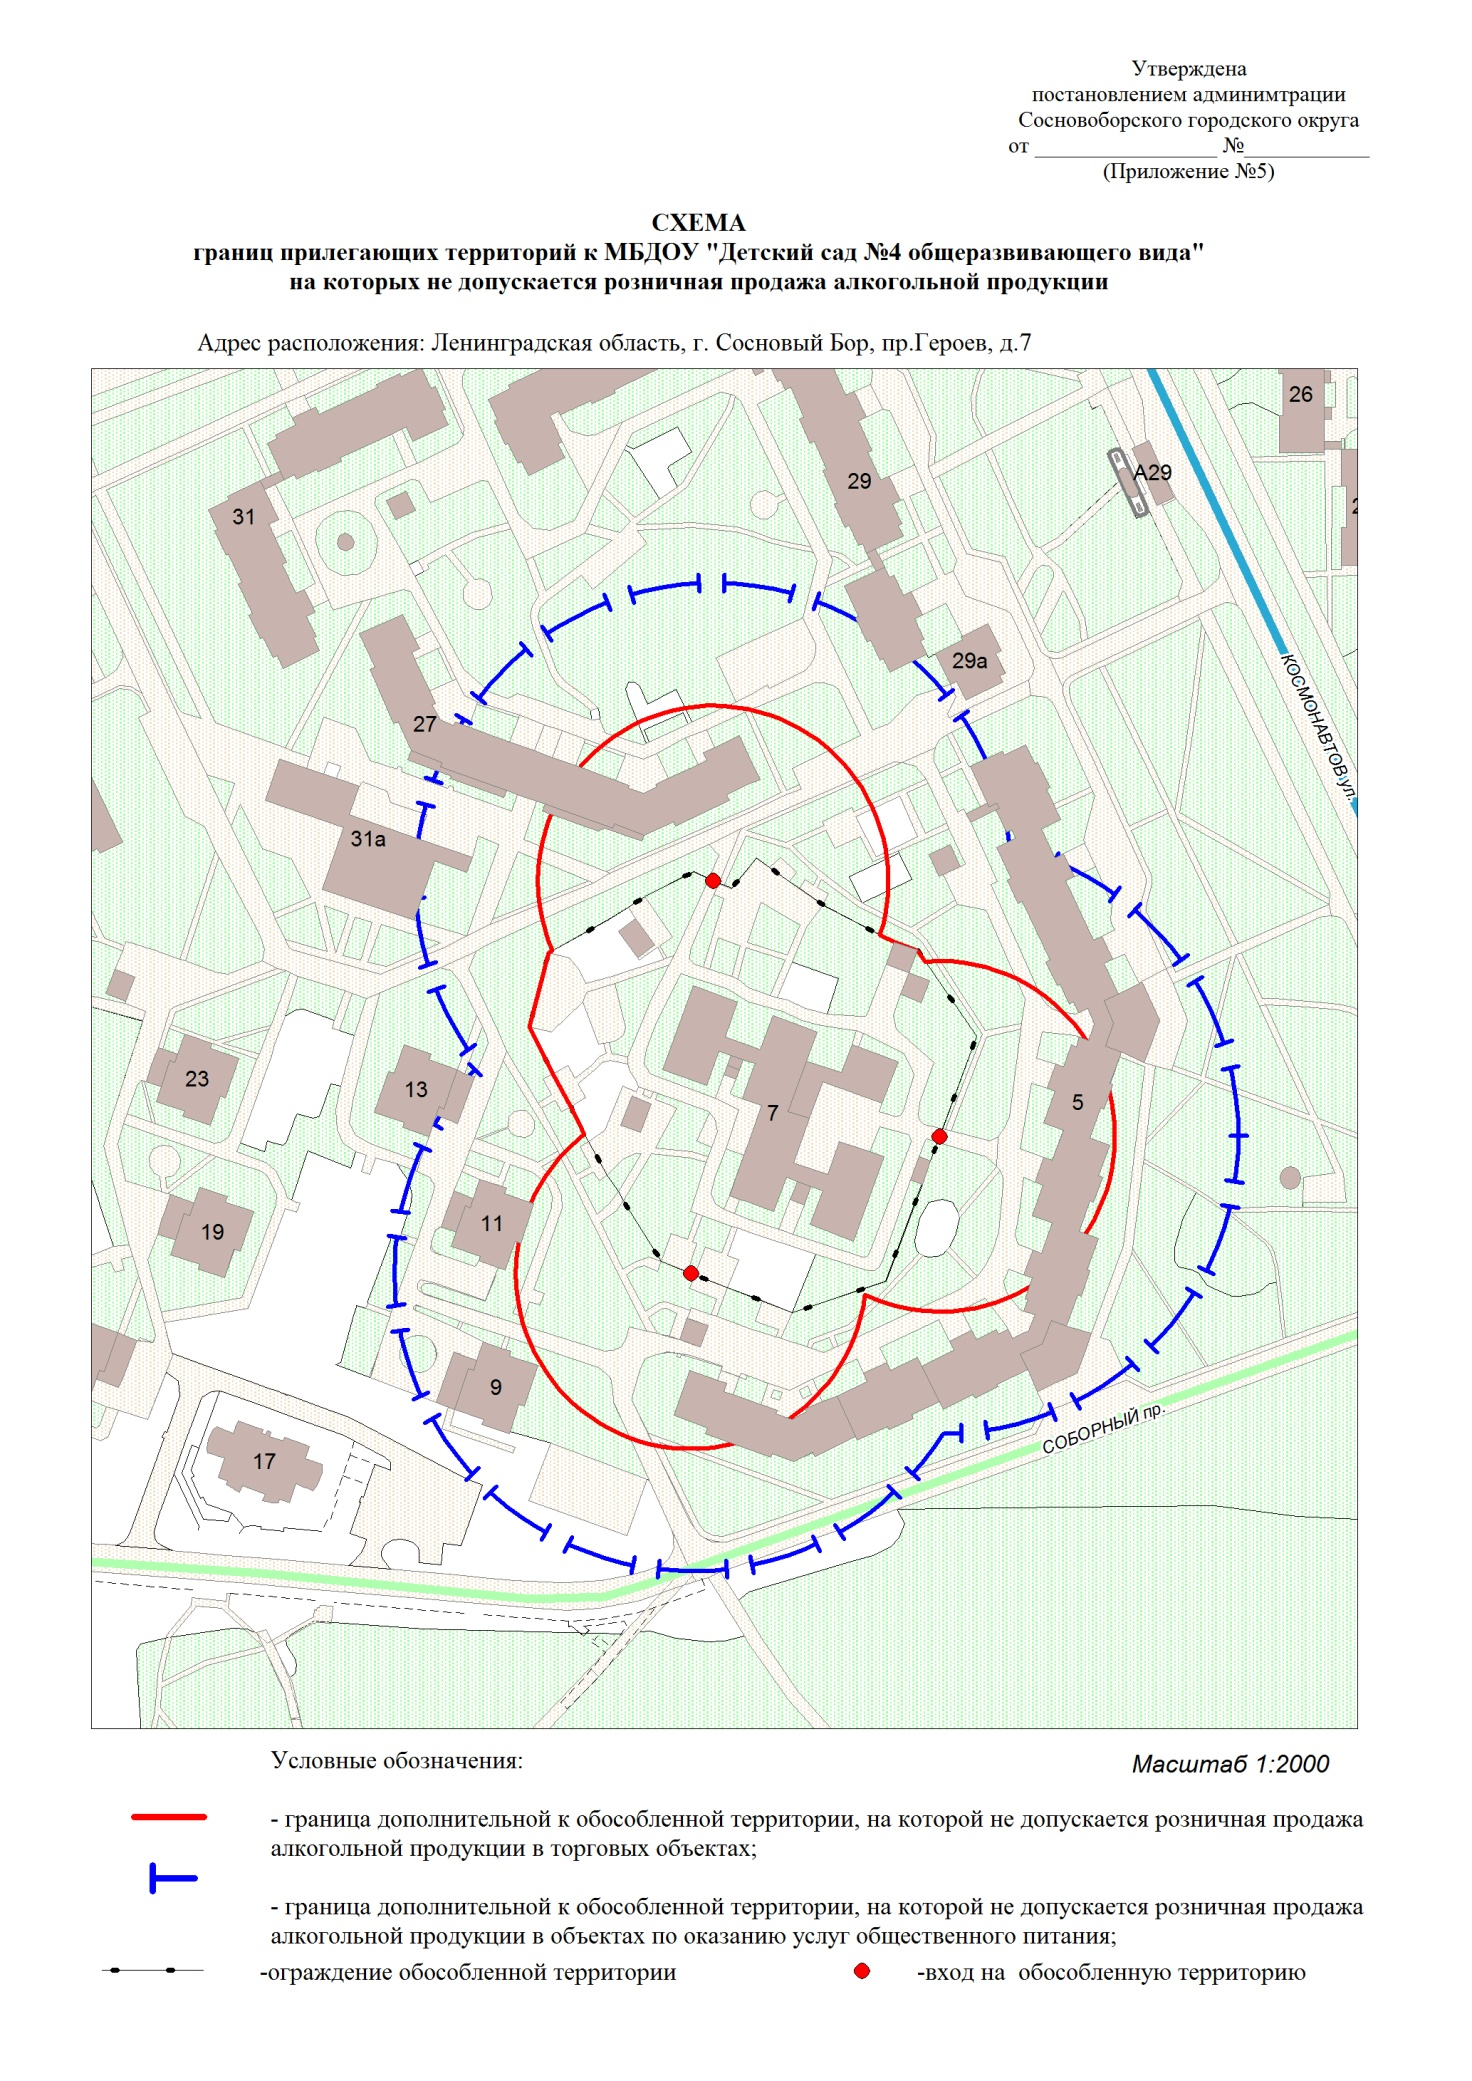 Утверждена
постановлением админимтрации
Сосновоборского городского округа
от _______________ №__________
(Приложение №5)
СХЕМА
границ прилегающих территорий к МБДОУ "Детский сад №4 общеразвивающего вида"
на которых не допускается розничная продажа алкогольной продукции
Адрес расположения: Ленинградская область, г. Сосновый Бор, пр.Героев, д.7
26
29
А29
31
29а
КОСМОНАВТОВ ул.
27
31а
23
13
7
5
19
11
9
17
СОБОРНЫЙ пр.
Условные обозначения:
Масштаб 1:2000
- граница дополнительной к обособленной территории, на которой не допускается розничная продажа
алкогольной продукции в торговых объектах;
- граница дополнительной к обособленной территории, на которой не допускается розничная продажа
алкогольной продукции в объектах по оказанию услуг общественного питания;
-ограждение обособленной территории
-вход на обособленную территорию